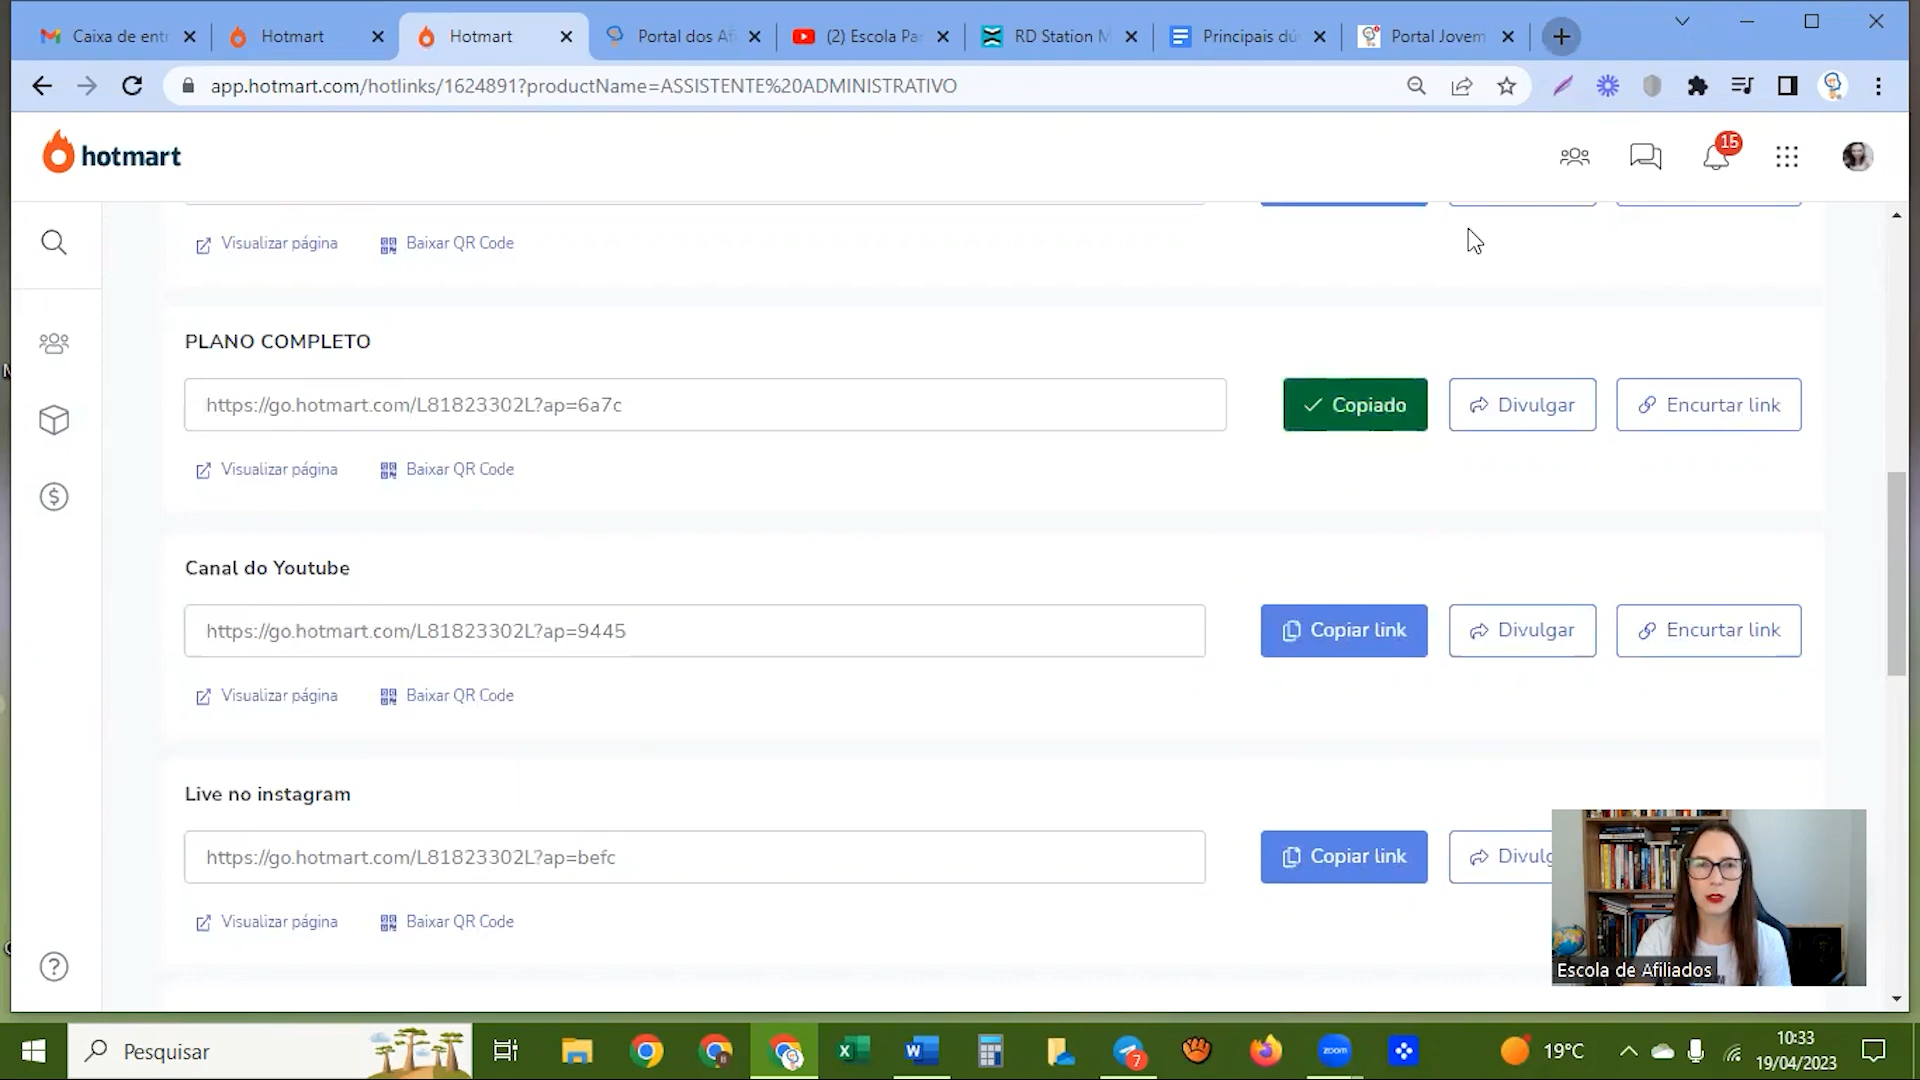 Caixa de entr
Hotmart
Hotmart
Portal dos Afi
(2) Escola Par
RD Station M
Principais dú
Portal Jovem
app.hotmart.com/hotlinks/1624891?productName=ASSISTENTE%20ADMINISTRATIVO
hotmart
15
Visualizar página
Baixar QR Code
PLANO COMPLETO
https://go.hotmart.com/L81823302L?ap=6a7c
Copiado
Divulgar
Encurtar link
Visualizar página
Baixar QR Code
Canal do Youtube
https://go.hotmart.com/L81823302L?ap=9445
Copiar link
Divulgar
Encurtar link
Visualizar página
Baixar QR Code
Live no instagram
https://go.hotmart.com/L81823302L?ap=befc
Copiar link
Divulg
Visualizar página
Baixar QR Code
Escola de Afiliados
Pesquisar
7
zoom
19°C
10:33
19/04/2023